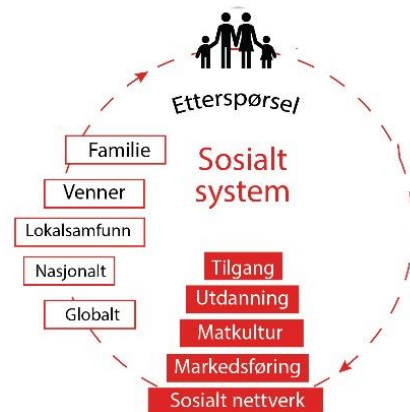 Etterspørsel
Sosialt
system
Familie
Venner
Lokalsamfunn
Nasjonalt
Globalt
Tilgang
Utdanning
Matkultur
Markedsføring
Sosialt nettverk